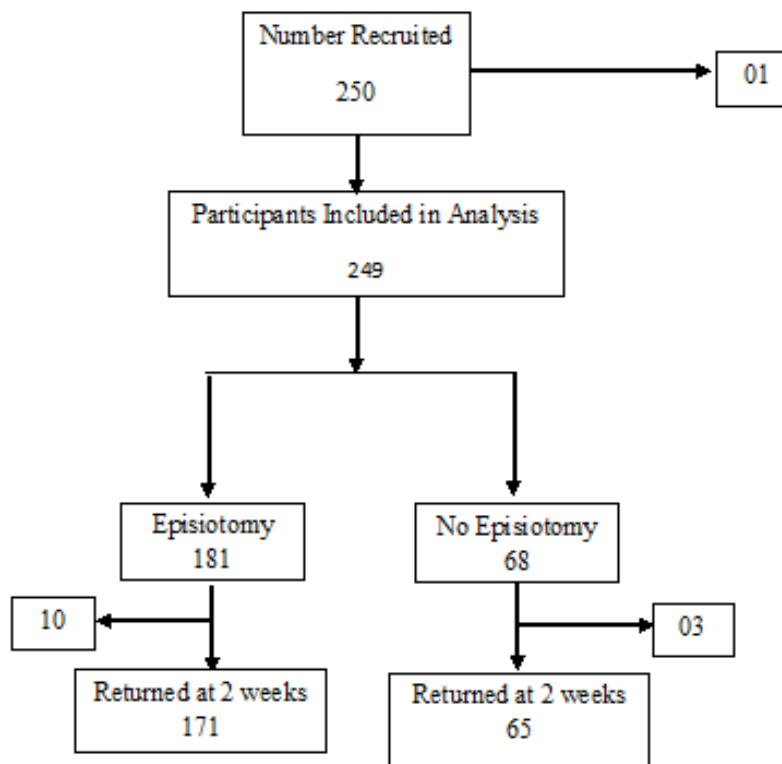 Number Recruited
250
01
Participants Included in Analysis
249
Episiotomy
181
No Episiotomy
68
10
03
Returned at 2 weeks
171
Returned at 2 weeks
65